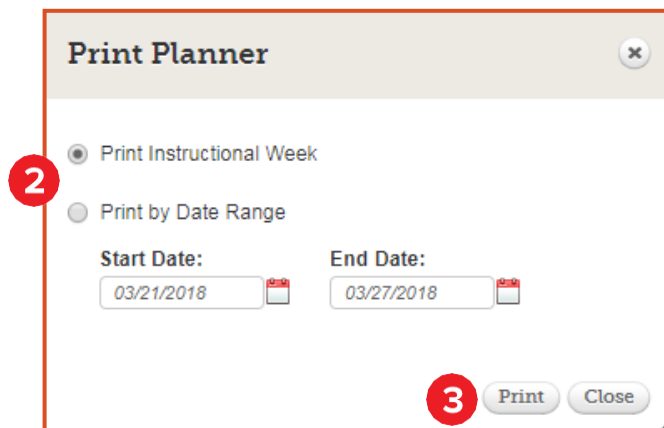 Print Planner
Print Instructional Week
2
Print by Date Range
Start Date: End Date:
03/21/2018 03/27/2018
3 Print Close